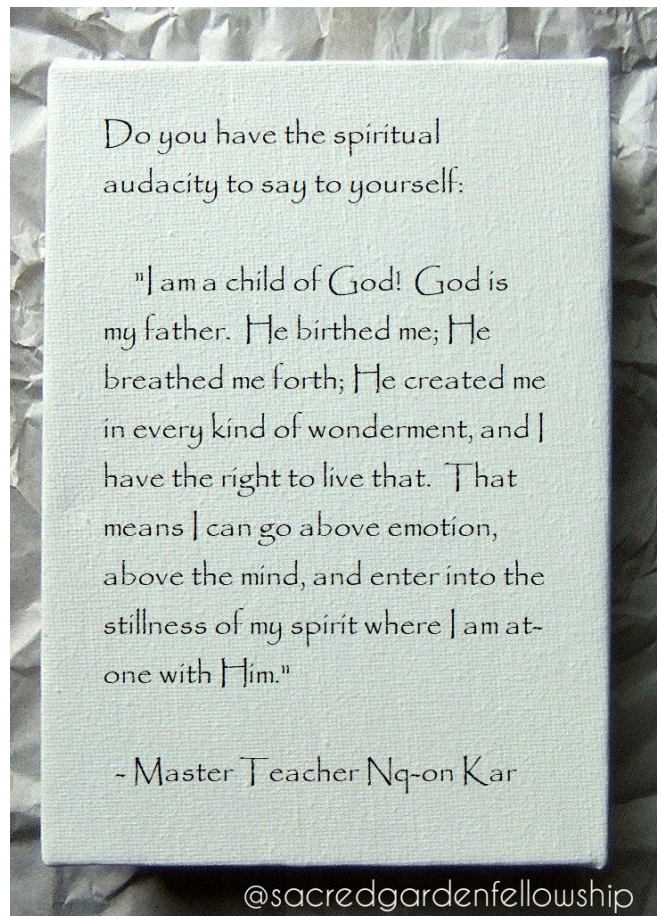 Do you have the spiritual
audacity to say to yourself:
"I am a child of God!  God is
my father.  He birthed me; He
breathed me forth; He created me
in every kind of wonderment, and I
have the right to live that.  That
means I can go above emotion,
above the mind, and enter into the
stillness of my spirit where I am at-
one with Him."
- Master Teacher Nq-on Kar
@sacredgardenfellowship